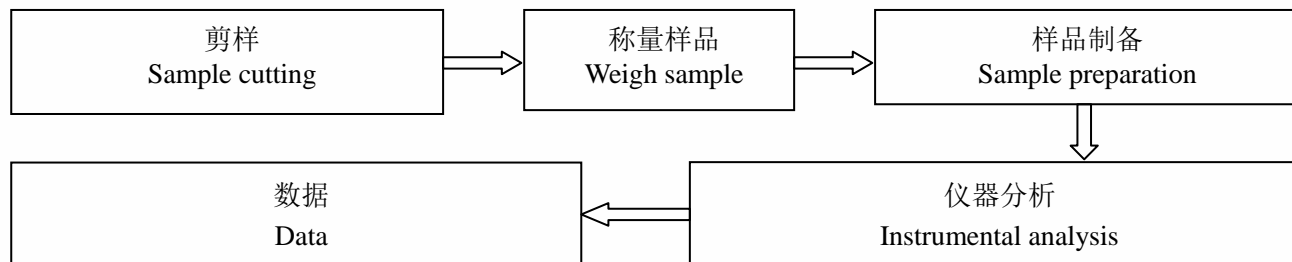 剪样
Sample cutting
称量样品
Weigh sample
样品制备
Sample preparation
仪器分析
Instrumental analysis
数据
Data